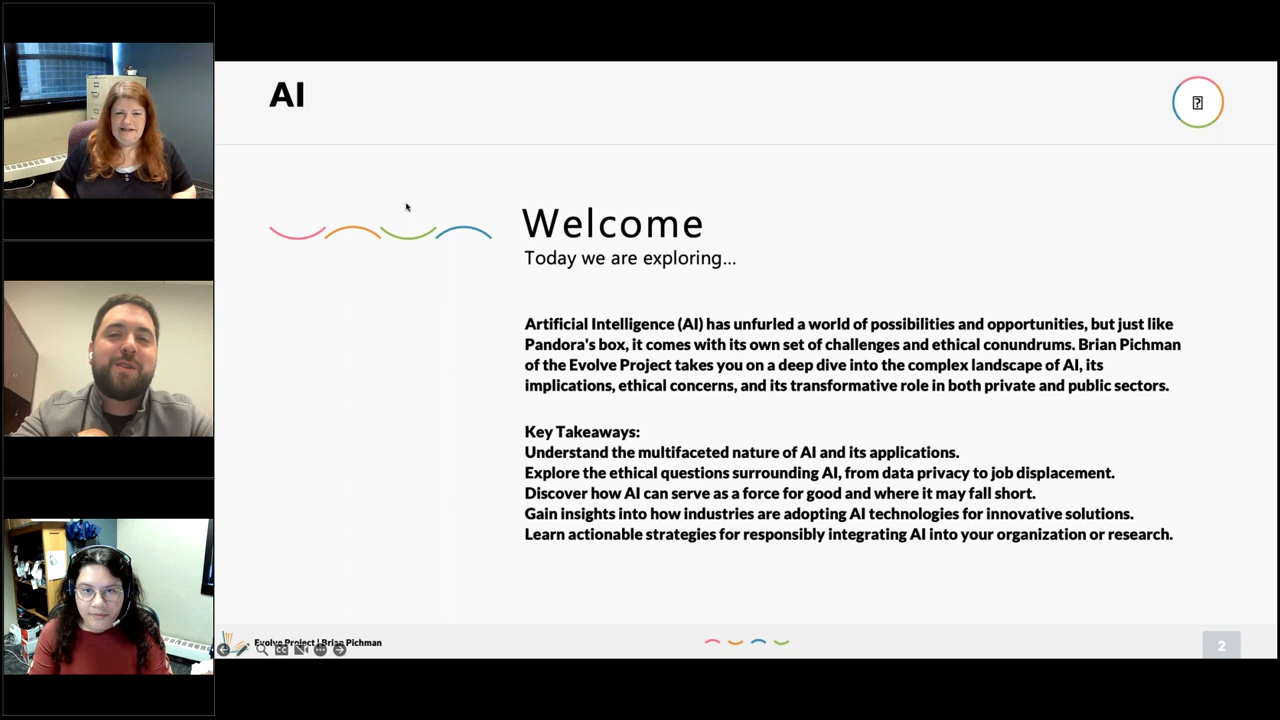 AI
Welcome
Today we are exploring...
Artificial Intelligence (AI) has unfurled a world of possibilities and opportunities, but just like
Pandora's box, it comes with its own set of challenges and ethical conundrums. Brian Pichman
of the Evolve Project takes you on a deep dive into the complex landscape of AI, its
implications, ethical concerns, and its transformative role in both private and public sectors.
Key Takeaways:
Understand the multifaceted nature of AI and its applications.
Explore the ethical questions surrounding AI, from data privacy to job displacement.
Discover how AI can serve as a force for good and where it may fall short.
Gain insights into how industries are adopting AI technologies for innovative solutions.
Learn actionable strategies for responsibly integrating AI into your organization or research.
Evolve Project | Brian Pichman
2